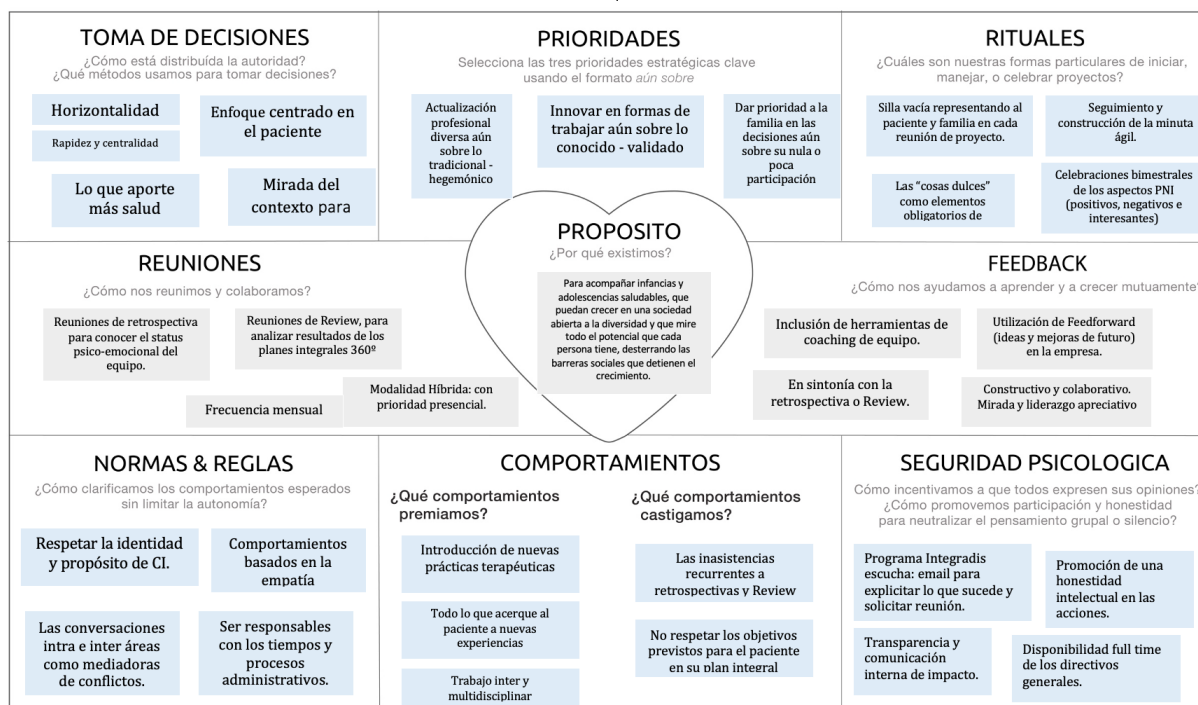 TOMA DE DECISIONES
¿Cómo está distribuída la autoridad?
¿Qué métodos usamos para tomar decisiones?
Horizontalidad
Rapidez y centralidad
Enfoque centrado en
el paciente
Lo que aporte
más salud
Mirada del
contexto para
PRIORIDADES
Selecciona las tres prioridades estratégicas clave
usando el formato aún sobre
Actualización
profesional
diversa aún
sobre lo
tradicional -
hegemónico
Innovar en formas de
trabajar aún sobre lo
conocido - validado
Dar prioridad a la
familia en las
decisiones aún
sobre su nula o
poca
participación
RITUALES
¿Cuáles son nuestras formas particulares de iniciar,
manejar, o celebrar proyectos?
Silla vacía representando al
paciente y familia en cada
reunión de proyecto.
Seguimiento y
construcción de la minuta
ágil.
Las “cosas dulces”
como elementos
obligatorios de
Celebraciones bimestrales
de los aspectos PNI
(positivos, negativos e
interesantes)
REUNIONES
¿Cómo nos reunimos y colaboramos?
Reuniones de retrospectiva
para conocer el status
psico-emocional del
equipo.
Reuniones de Review, para
analizar resultados de los
planes integrales 360º
Frecuencia mensual
Modalidad Híbrida: con
prioridad presencial.
PROPOSITO
¿Por qué existimos?
Para acompañar infancias y
adolescencias saludables, que
puedan crecer en una sociedad
abierta a la diversidad y que mire
todo el potencial que cada
persona tiene, desterrando las
barreras sociales que detienen el
crecimiento.
FEEDBACK
¿Cómo nos ayudamos a aprender y a crecer mutuamente?
Inclusión de herramientas de
coaching de equipo.
Utilización de Feedforward
(ideas y mejoras de futuro)
en la empresa.
En sintonía con la
retrospectiva o Review.
Constructivo y colaborativo.
Mirada y liderazgo apreciativo
NORMAS & REGLAS
¿Cómo clarificamos los comportamientos esperados
sin limitar la autonomía?
Respetar la identidad
y propósito de CI.
Comportamientos
basados en la
empatía
Las conversaciones
intra e inter áreas
como mediadoras
de conflictos.
Ser responsables
con los tiempos y
procesos
administrativos.
COMPORTAMIENTOS
¿Qué comportamientos
premiamos?
Introducción de nuevas
prácticas terapéuticas
Todo lo que acerque al
paciente a nuevas
experiencias
Trabajo inter y
multidisciplinar
¿Qué comportamientos
castigamos?
Las inasistencias
recurrentes a
retrospectivas y Review
No respetar los objetivos
previstos para el paciente
en su plan integral
SEGURIDAD PSICOLOGICA
Cómo incentivamos a que todos expresen sus opiniones?
¿Cómo promovemos participación y honestidad
para neutralizar el pensamiento grupal o silencio?
Programa Integradis
escucha: email para
explicitar lo que sucede y
solicitar reunión.
Promoción de una
honestidad
intelectual en las
acciones.
Transparencia y
comunicación
interna de impacto.
Disponibilidad full time
de los directivos
generales.